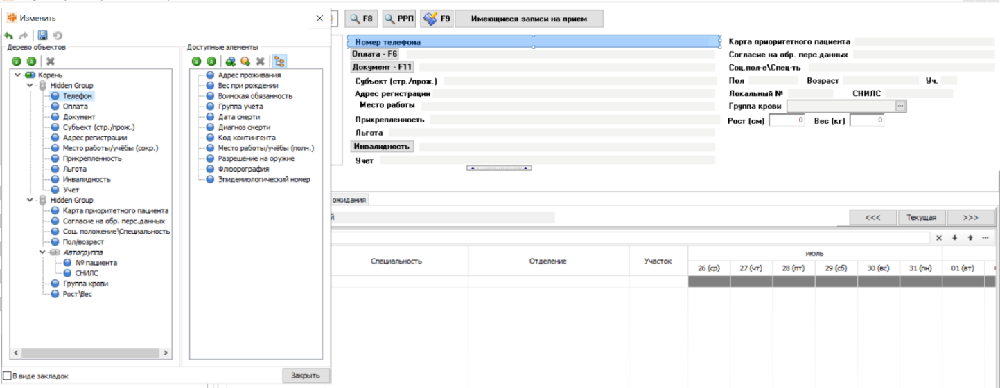 Изменить
Дерево объектов
Корень
Hidden Group
Телефон
Оплата
Документ
Субъект (стр./прож.)
Адрес регистрации
Место работы/учёбы (сокр.)
Прикрепленность
Льгота
Инвалидность
Учет
Hidden Group
Карта приоритетного пациента
Согласие на обр. перс.данных
Соц. положение\Специальность
Пол/возраст
Автогруппа
№ пациента
СНИЛС
Группа крови
Рост\Вес
Доступные элементы
Адрес проживания
Вес при рождении
Воинская обязанность
Группа учета
Дата смерти
Диагноз смерти
Код контингента
Место работы/учёбы (полн.)
Разрешение на оружие
Флюорография
Эпидемиологический номер
В виде закладок
Закрыть
F8 РРП F9 Имеющиеся записи на прием
Номер телефона
Оплата - F6
Документ - F11
Субъект (стр./прож.)
Адрес регистрации
Место работы
Прикрепленность
Льгота
Инвалидность
Учет
Карта приоритетного пациента
Согласие на обр. перс.данных
Соц.пол-е\Спец-ть
Пол Возраст Уч.
Локальный № СНИЛС
Группа крови ...
Рост (см) 0 Вес (кг) 0
ожидания
й
<<< Текущая >>>
Специальность Отделение Участок
июль
26 (ср) 27 (чт) 28 (пт) 29 (сб) 30 (вс) 31 (пн) 01 (вт)